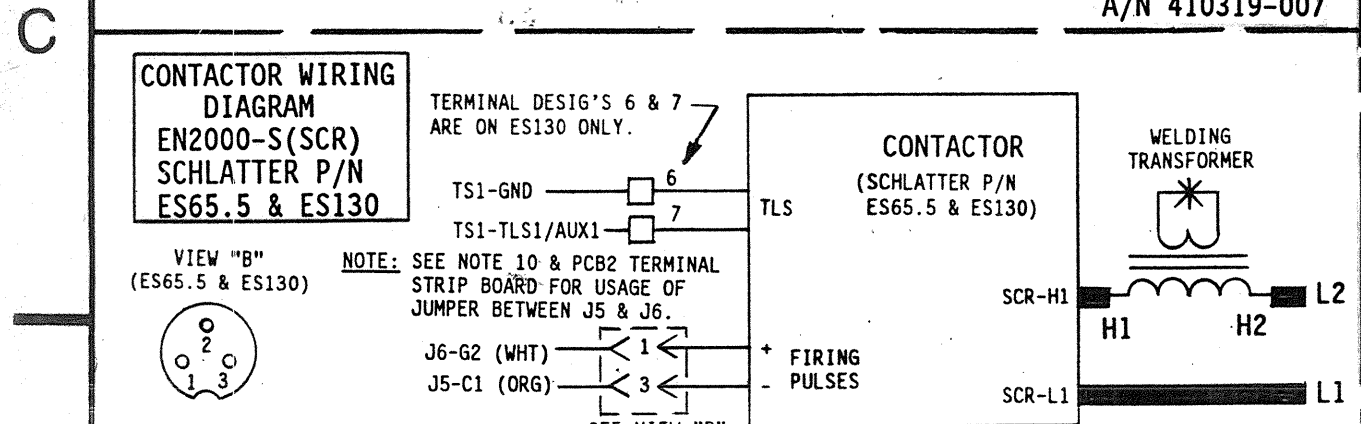 C
A/N 410319-007
CONTACTOR WIRING
DIAGRAM
EN2000-S(SCR)
SCHLATTER P/N
ES65.5 & ES130
TERMINAL DESIG'S 6 & 7
ARE ON ES130 ONLY.
TS1-GND
6
TS1-TLS1/AUX1
7
TLS
CONTACTOR
(SCHLATTER P/N
ES65.5 & ES130)
WELDING
TRANSFORMER
VIEW "B"
(ES65.5 & ES130)
2
1 3
NOTE: SEE NOTE 10 & PCB2 TERMINAL
STRIP BOARD FOR USAGE OF
JUMPER BETWEEN J5 & J6.
J6-G2 (WHT)
1
J5-C1 (ORG)
3
+
-
FIRING
PULSES
SCR-H1
H1
H2
L2
SCR-L1
L1
SEE VIEW "B"